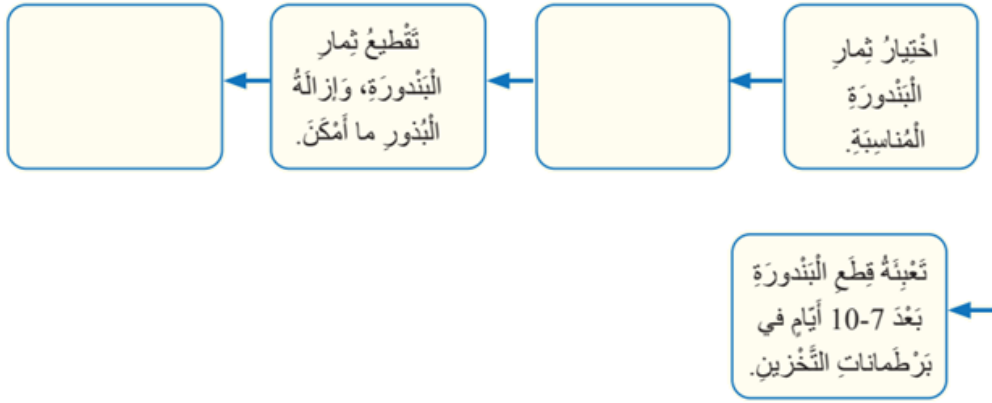 اخْتِيارُ ثِمارِ
الْبَنْدورَةِ
الْمُناسِبَةِ.
تَقْطيعُ ثِمارِ
الْبَنْدورَةِ، وَإزالَةُ
الْبُذورِ ما أَمْكَنَ.
تَعْبِئَةُ قِطَعِ الْبَنْدورَةِ
بَعْدَ 7-10 أَيّامٍ في
بَرْطَماناتِ التَّخْزينِ.